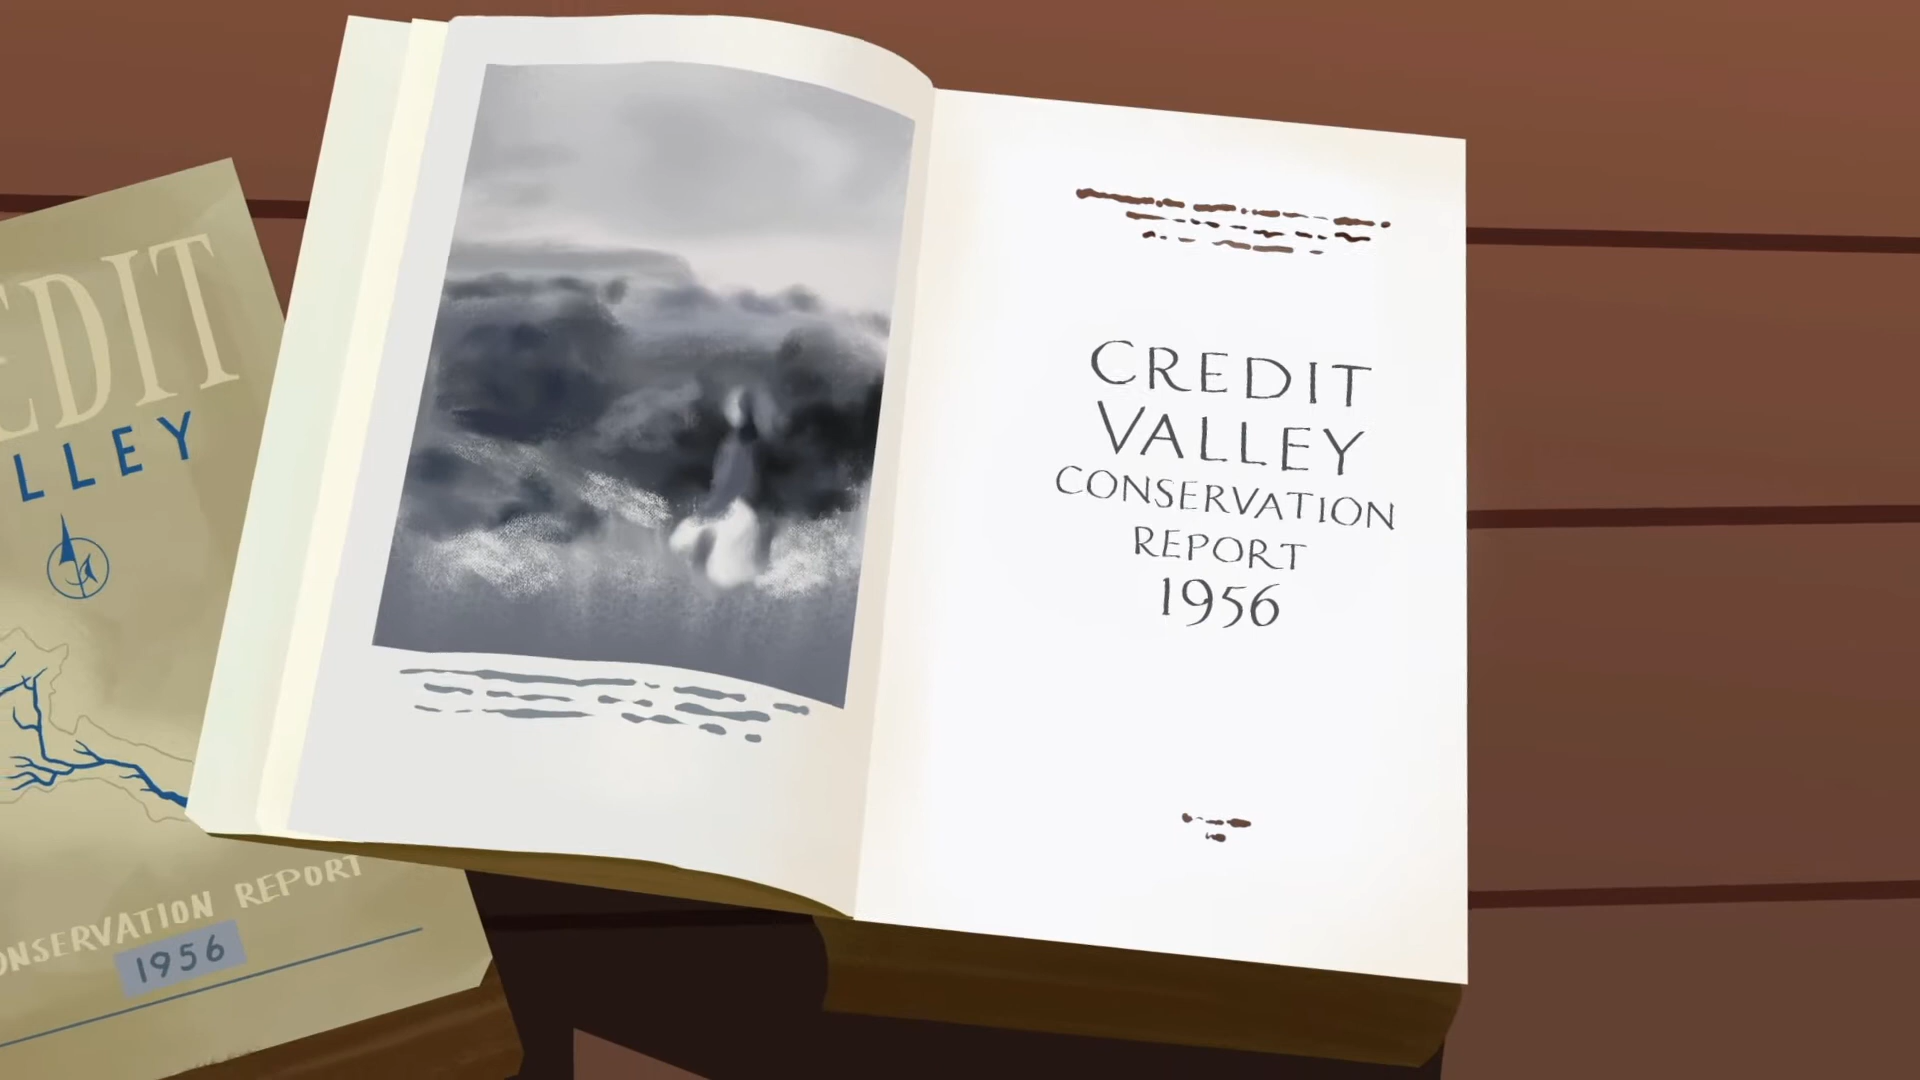 EDIT
LLEY
ONSERVATION REPORT
1956
CREDIT
VALLEY
CONSERVATION
REPORT
1956